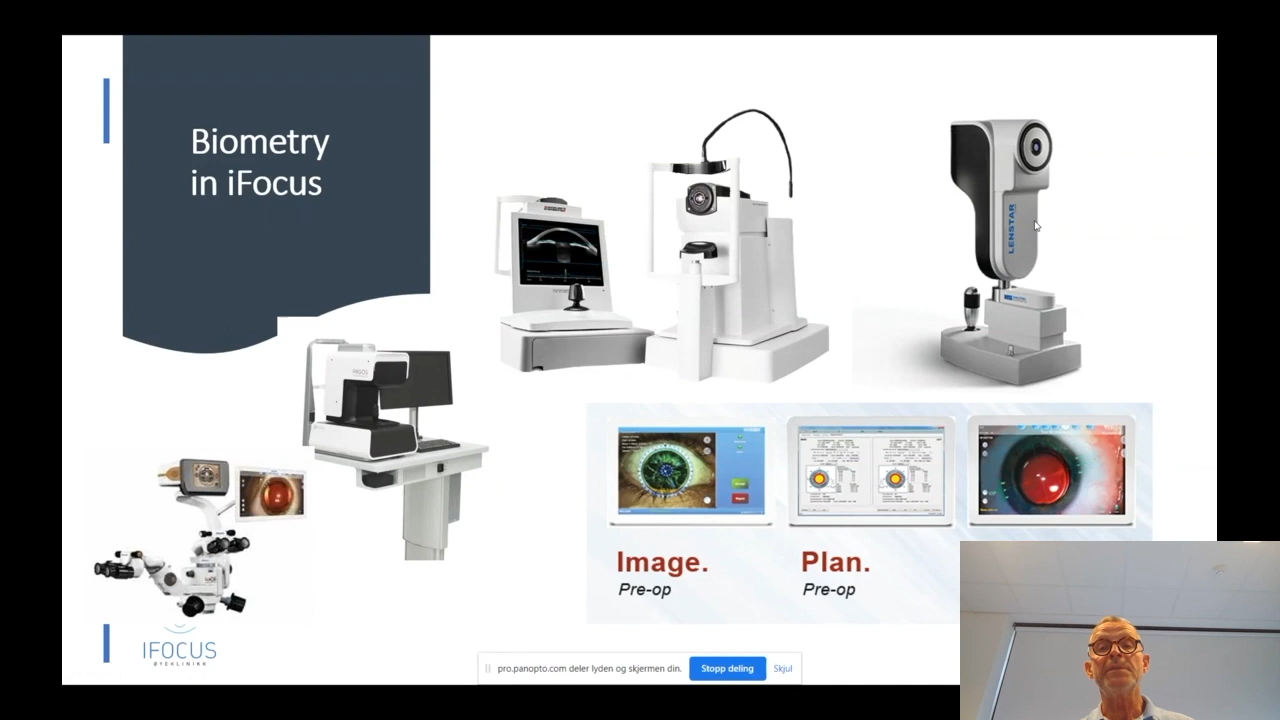 Biometry
in iFocus
LENSTAR
ARGOS
Image.
Pre-op
Plan.
Pre-op
IFOCUS
ØYEKLINIKK
pro.panopto.com deler lyden og skjermen din.
Stopp deling
Skjul